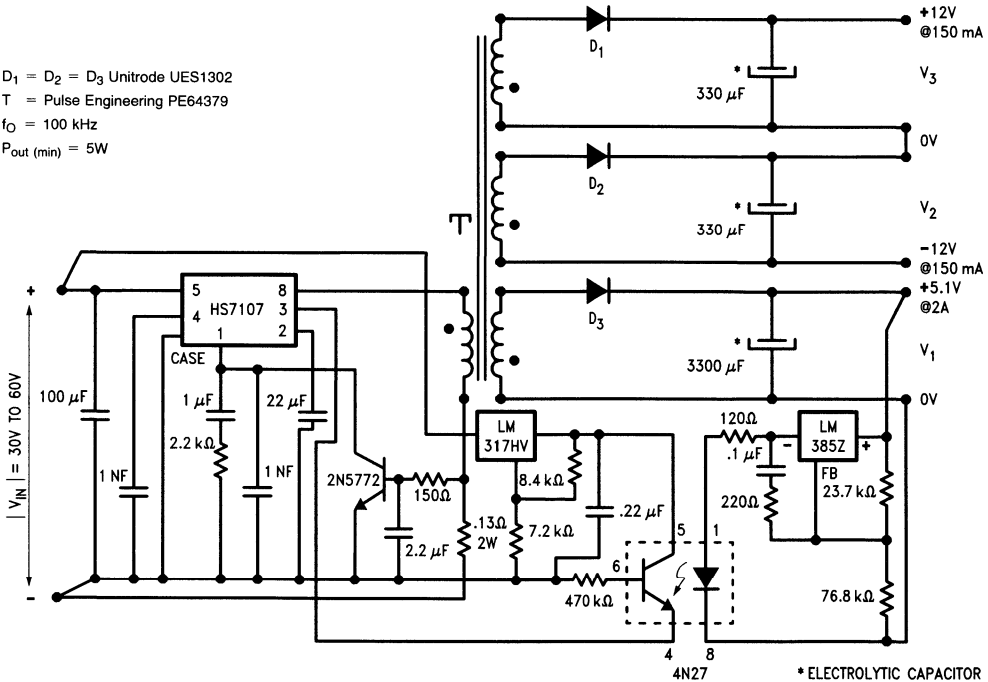 D1 = D2 = D3 Unitrode UES1302
T = Pulse Engineering PE64379
fO = 100 kHz
Pout (min) = 5W
T
D1
* 330 μF
+12V
@150 mA
V3
0V
D2
* 330 μF
V2
-12V
@150 mA
+5.1V
@2A
D3
* 3300 μF
V1
0V
+
-
|VIN| = 30V TO 60V
100 μF
1 NF
5
4
HS7107
1
8
3
2
CASE
1 μF
2.2 kΩ
1 NF
22 μF
2N5772
150Ω
2.2 μF
.13Ω
2W
LM
317HV
8.4 kΩ
7.2 kΩ
.22 μF
470 kΩ
6
5
1
4
8
4N27
120Ω
.1 μF
220Ω
-
LM
385Z
+
FB
23.7 kΩ
76.8 kΩ
* ELECTROLYTIC CAPACITOR